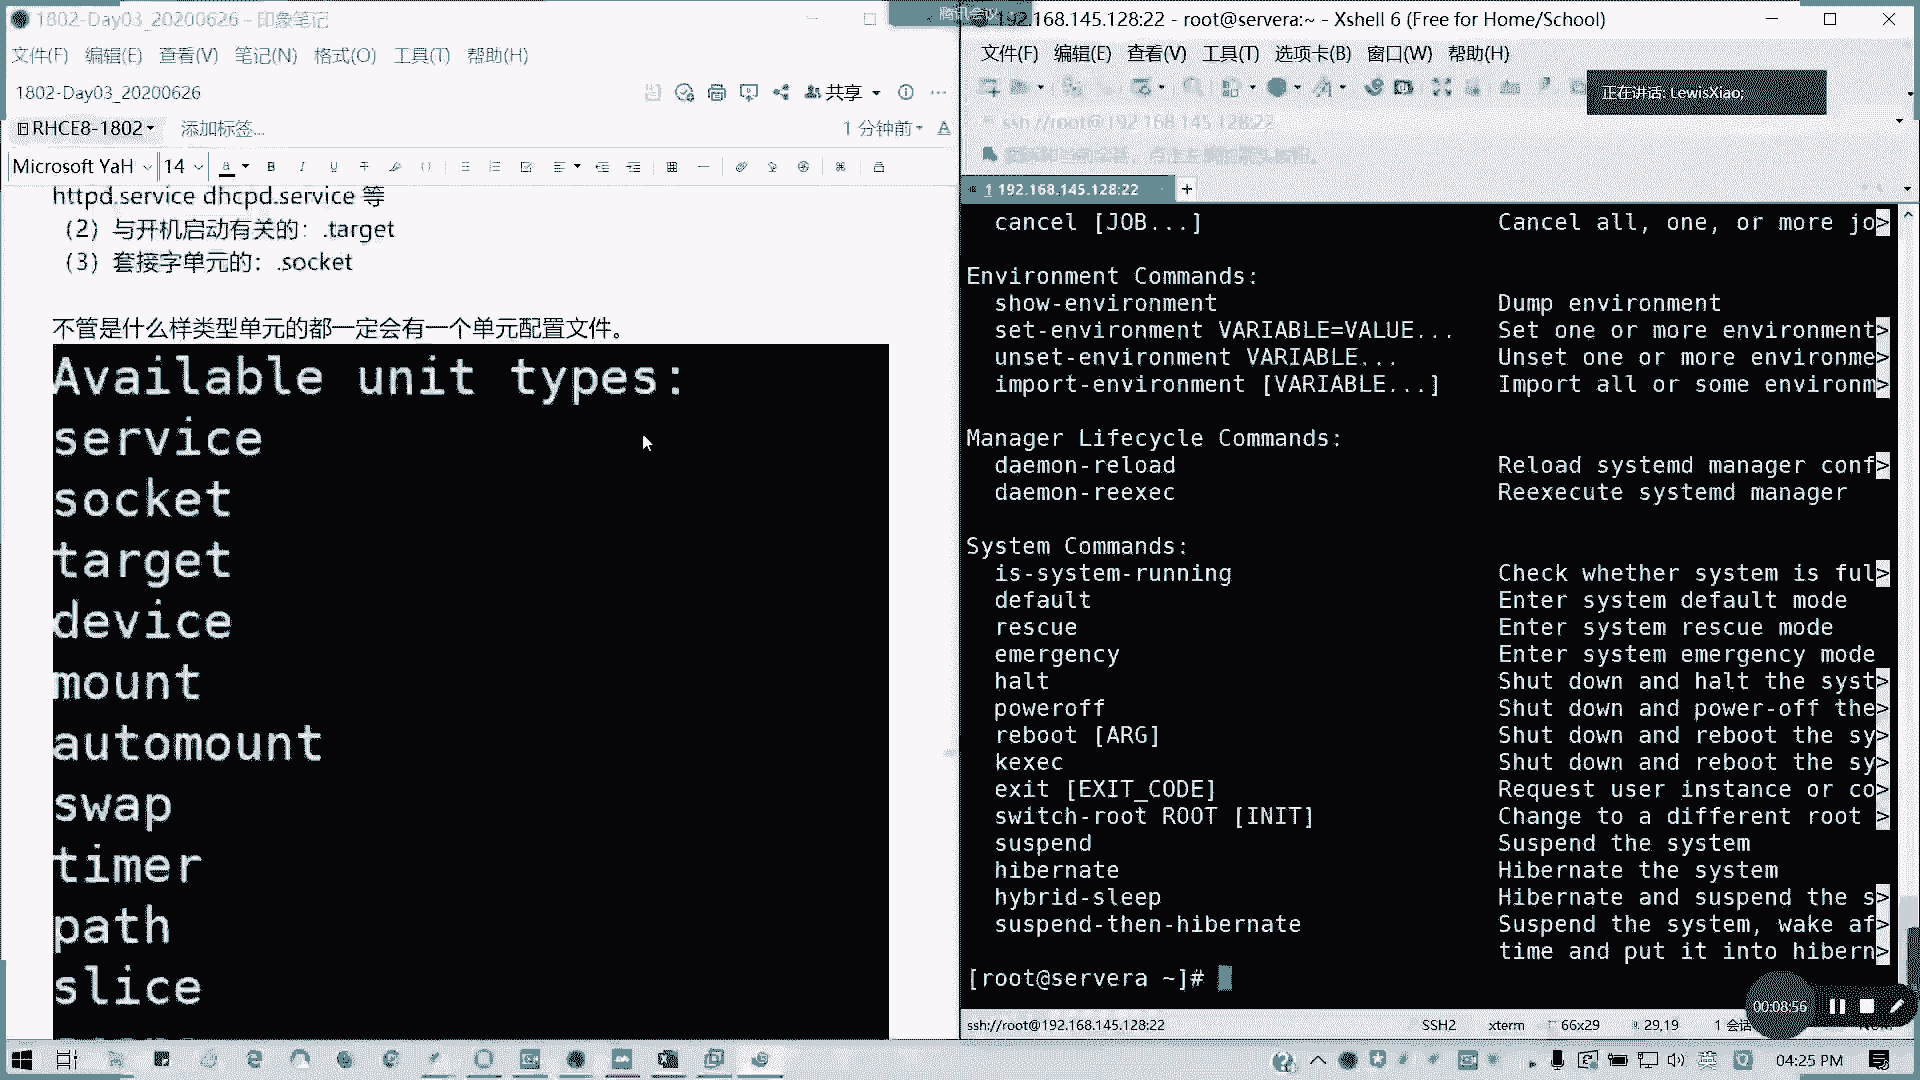 1802-Day03_20200626 - 印象笔记
文件(F) 编辑(E) 查看(V) 笔记(N) 格式(O) 工具(T) 帮助(H)
1802-Day03_20200626
共享
RHCE8-1802
添加标签...
1 分钟前
Microsoft YaH 14
httpd.service dhcpd.service 等
（2）与开机启动有关的：.target
（3）套接字单元的：.socket
不管是什么样类型单元的都一定会有一个单元配置文件。
Available unit types:
service
socket
target
device
mount
automount
swap
timer
path
slice
腾讯会议
192.168.145.128:22 - root@servera:~ - Xshell 6 (Free for Home/School)
文件(F) 编辑(E) 查看(V) 工具(T) 选项卡(B) 窗口(W) 帮助(H)
正在讲话: LewisXiao;
ssh://root@192.168.145.128:22
1 192.168.145.128:22
cancel [JOB...] Cancel all, one, or more jo>
Environment Commands:
show-environment Dump environment
set-environment VARIABLE=VALUE... Set one or more environment>
unset-environment VARIABLE... Unset one or more environme>
import-environment [VARIABLE...] Import all or some environm>
Manager Lifecycle Commands:
daemon-reload Reload systemd manager conf>
daemon-reexec Reexecute systemd manager
System Commands:
is-system-running Check whether system is ful>
default Enter system default mode
rescue Enter system rescue mode
emergency Enter system emergency mode
halt Shut down and halt the syst>
poweroff Shut down and power-off the>
reboot [ARG] Shut down and reboot the sy>
kexec Shut down and reboot the sy>
exit [EXIT_CODE] Request user instance or co>
switch-root ROOT [INIT] Change to a different root >
suspend Suspend the system
hibernate Hibernate the system
hybrid-sleep Hibernate and suspend the s>
suspend-then-hibernate Suspend the system, wake af>
time and put it into hibern>
[root@servera ~]#
00:08:56
ssh://root@192.168.145.128:22 SSH2 xterm 66x29 29,19 1 会话
英
04:25 PM